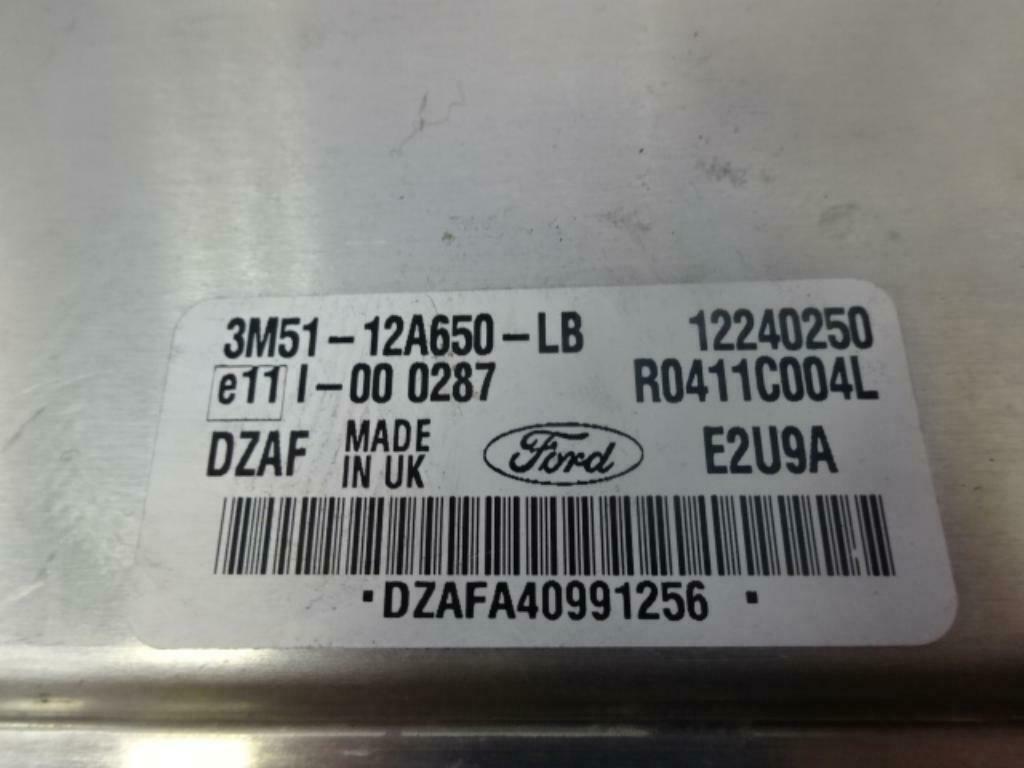 3M51-12A650-LB 12240250
e11 I-00 0287 R0411C004L
DZAF MADE IN UK Ford E2U9A
·DZAFA40991256 ·